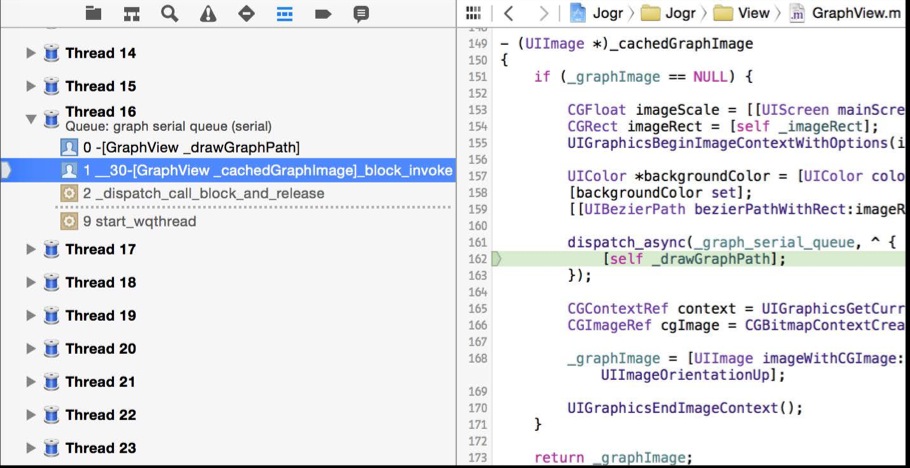 Jogr
Jogr
View
GraphView.m
Thread 14
Thread 15
Thread 16
Queue: graph serial queue (serial)
0 -[GraphView _drawGraphPath]
1 __30-[GraphView _cachedGraphImage]_block_invoke
2 _dispatch_call_block_and_release
9 start_wqthread
Thread 17
Thread 18
Thread 19
Thread 20
Thread 21
Thread 22
Thread 23
149 - (UIImage *)_cachedGraphImage
150 {
151 if (_graphImage == NULL) {
152
153 CGFloat imageScale = [[UIScreen mainScre
154 CGRect imageRect = [self _imageRect];
155 UIGraphicsBeginImageContextWithOptions(i
156
157 UIColor *backgroundColor = [UIColor colo
158 [backgroundColor set];
159 [[UIBezierPath bezierPathWithRect:imageR
160
161 dispatch_async(_graph_serial_queue, ^ {
162 [self _drawGraphPath];
163 });
164
165 CGContextRef context = UIGraphicsGetCurr
166 CGImageRef cgImage = CGBitmapContextCrea
167
168 _graphImage = [UIImage imageWithCGImage:
UIImageOrientationUp];
169
170 UIGraphicsEndImageContext();
171 }
172
173 return _graphImage;